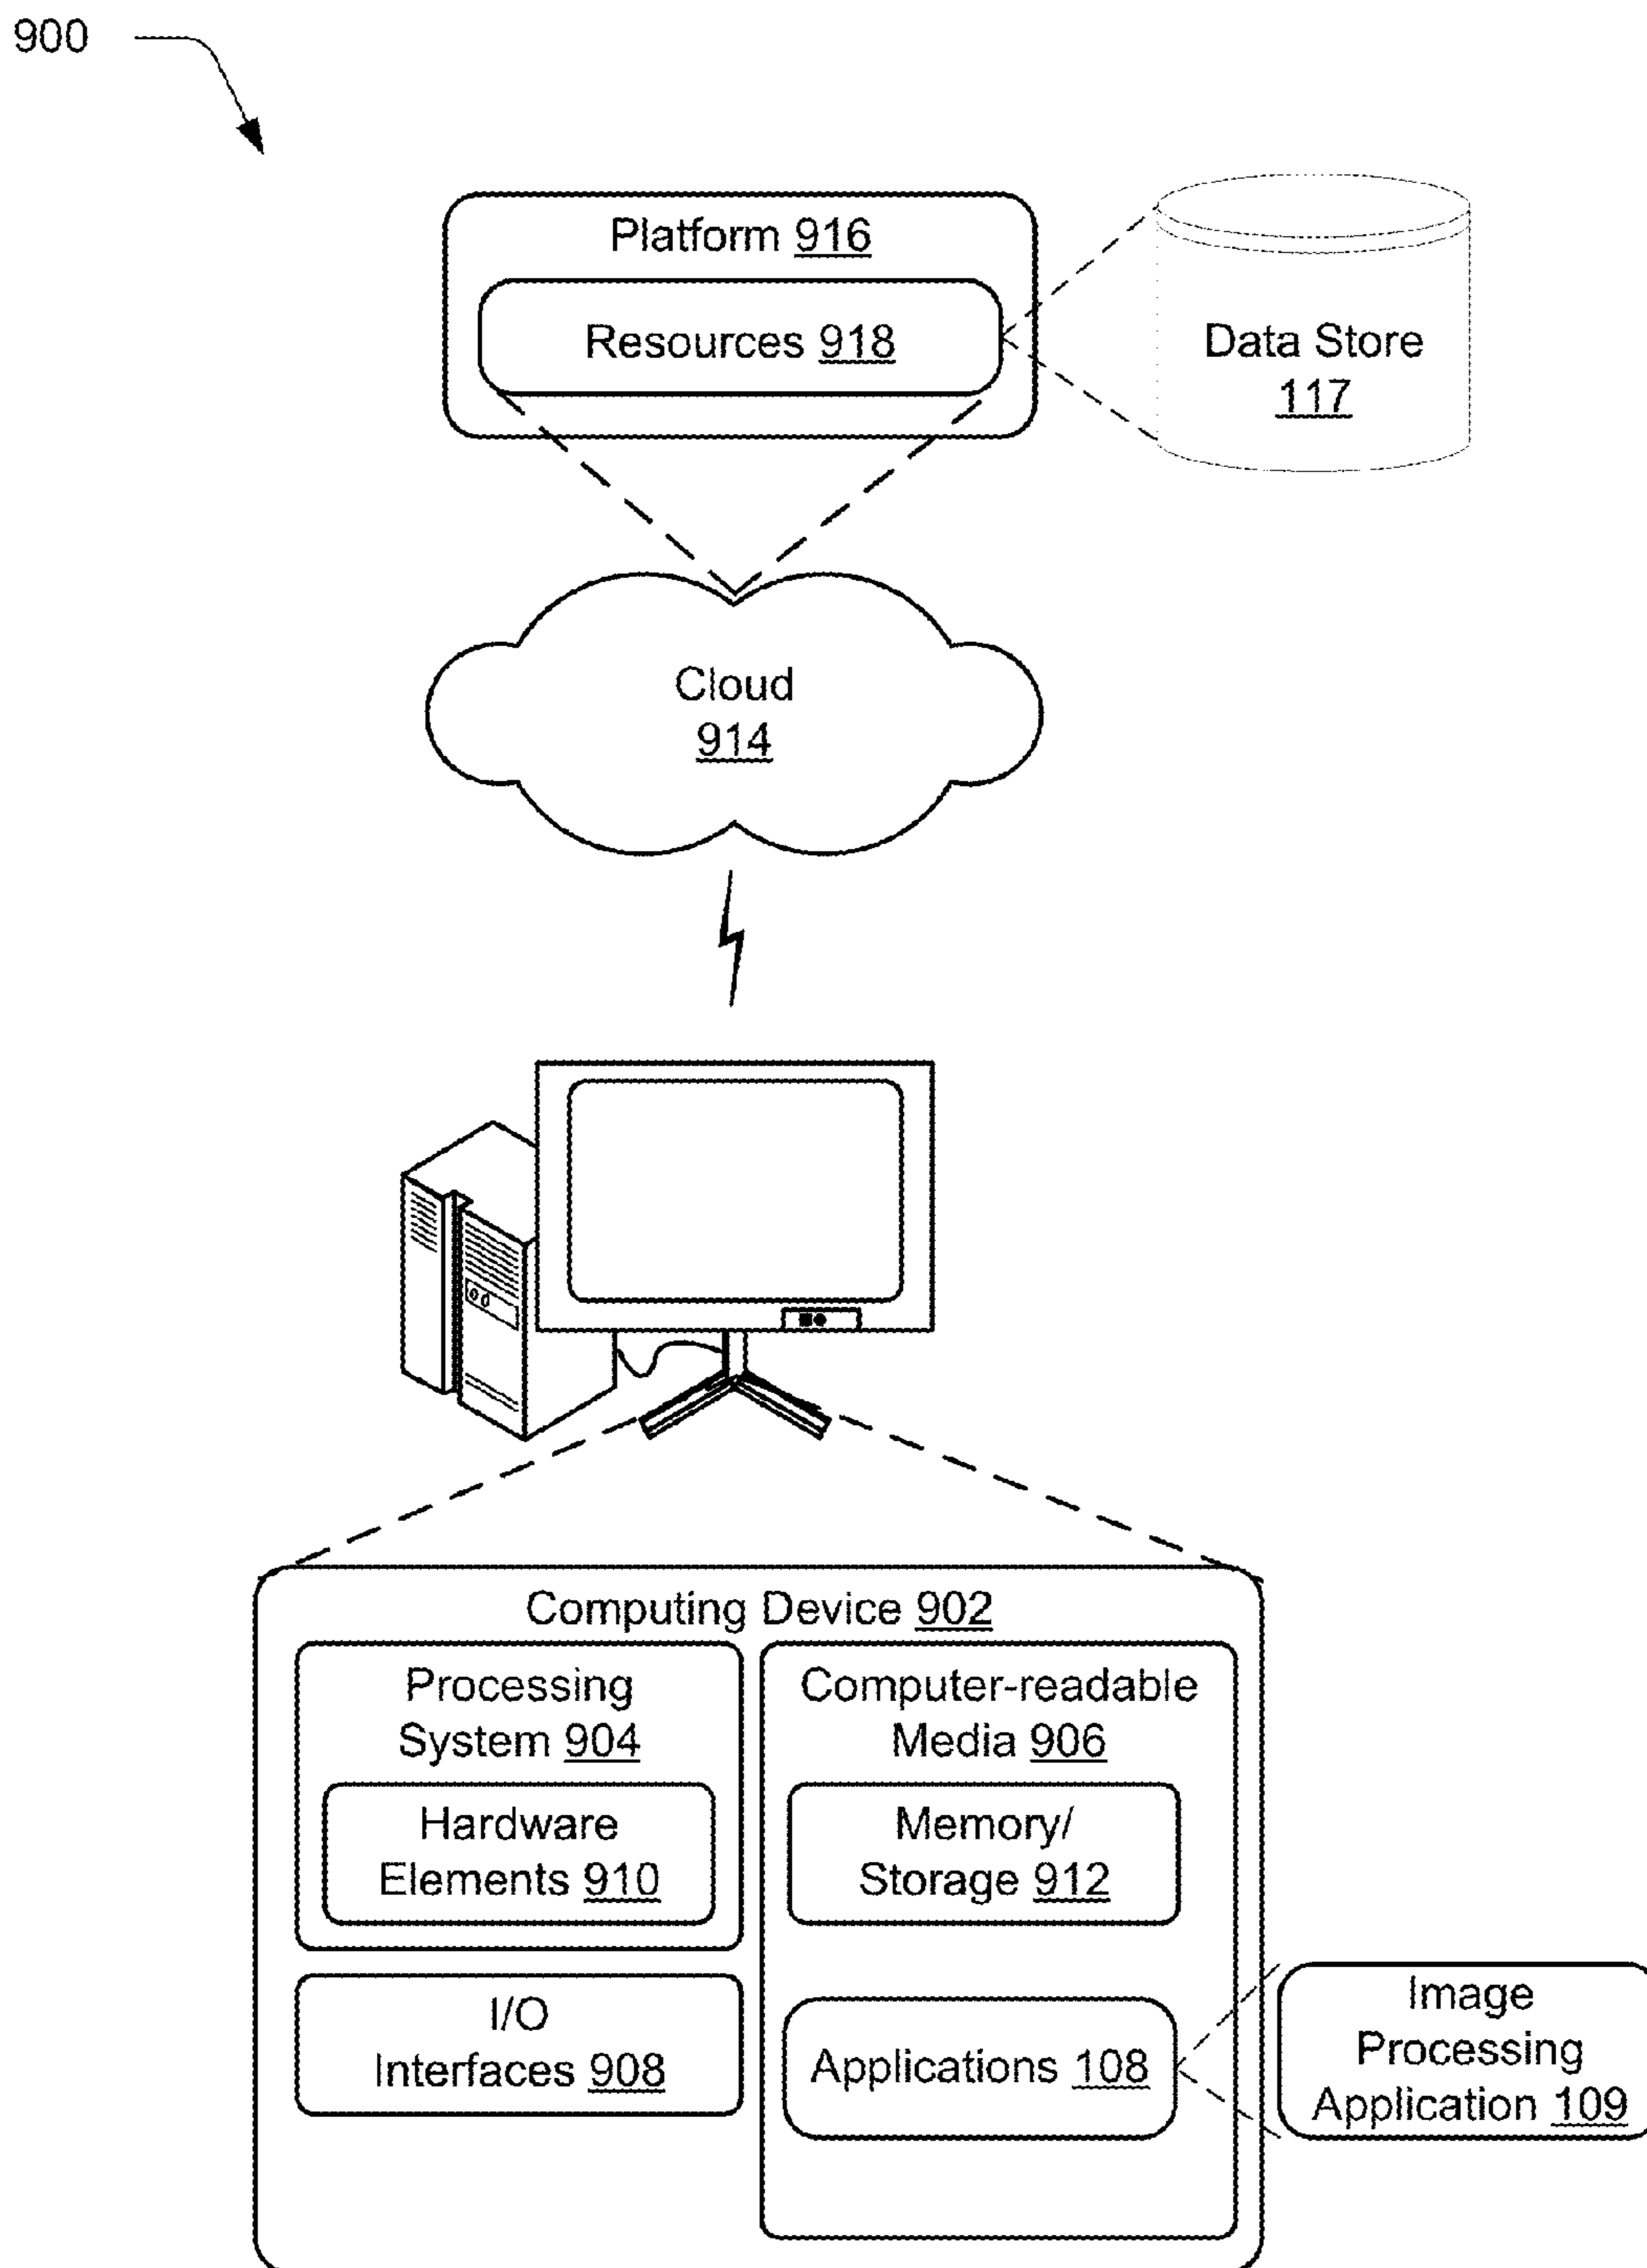 900
Platform 916
Resources 918
Data Store
117
Cloud
914
Computing Device 902
Processing
System 904
Hardware
Elements 910
I/O
Interfaces 908
Computer-readable
Media 906
Memory/
Storage 912
Applications 108
Image
Processing
Application 109